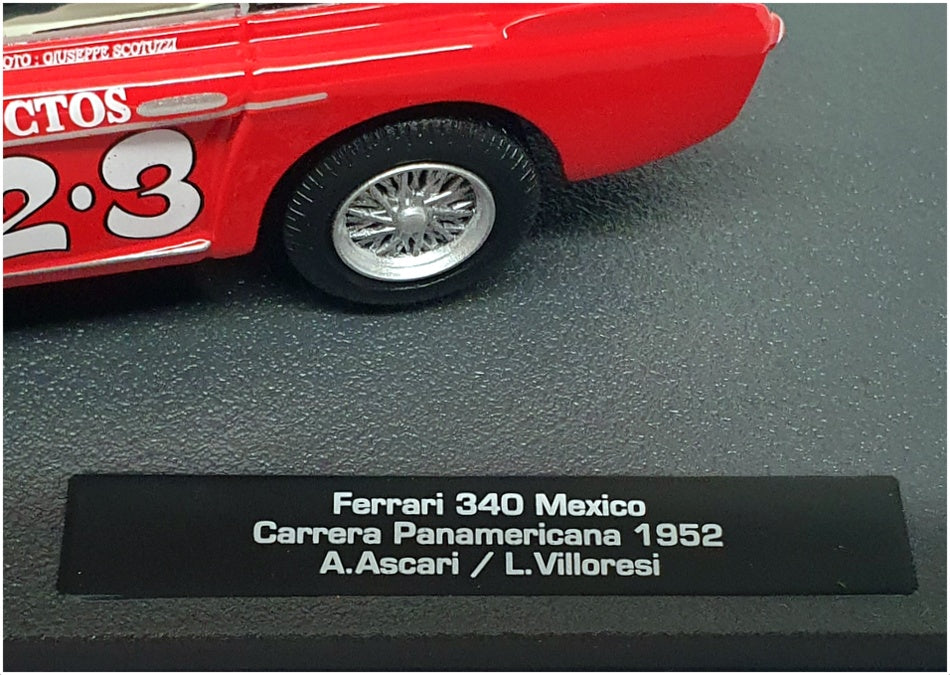 OTO : GIUSEPPE SCOTUZZI
CTOS
2·3
Ferrari 340 Mexico
Carrera Panamericana 1952
A.Ascari / L.Villoresi